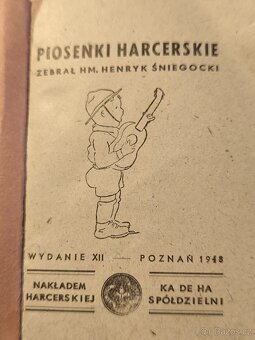 PIOSENKI HARCERSKIE
ZEBRAŁ HM. HENRYK ŚNIEGOCKI
WYDANIE XII — POZNAŃ 1948
NAKŁADEM
HARCERSKIEJ
KA DE HA
SPÓŁDZIELNI